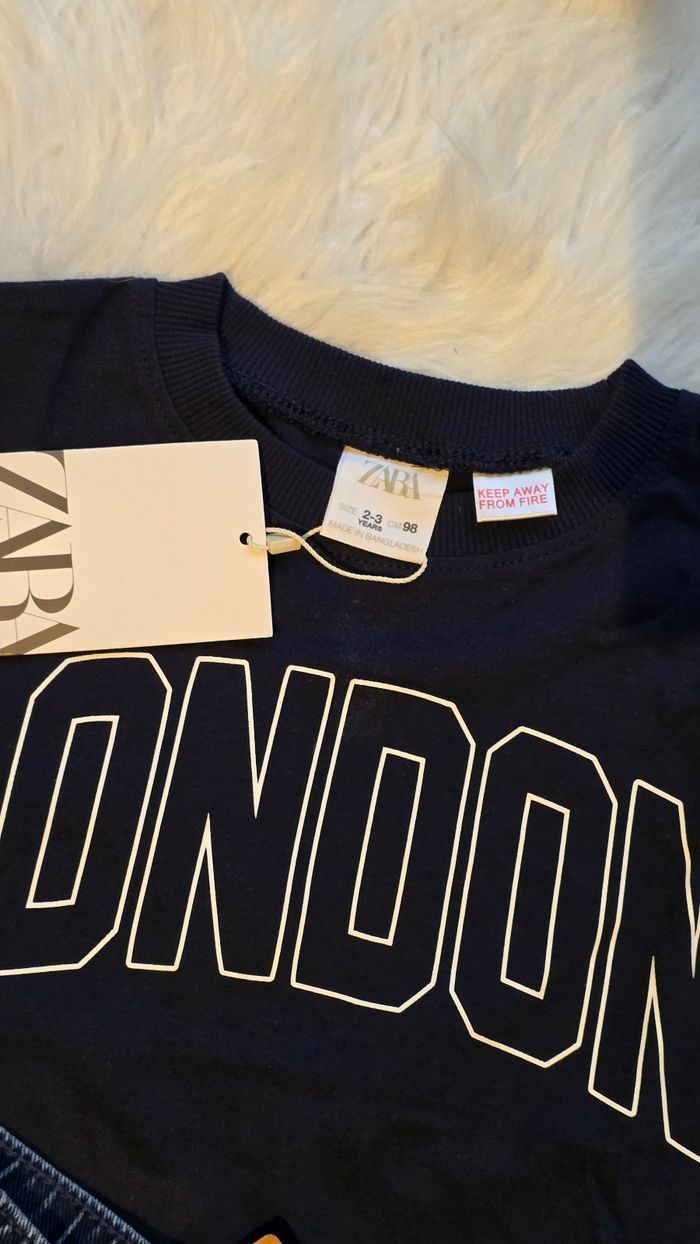 ZARA
ZARA
SIZE 2-3 YEARS CM 98
MADE IN BANGLADESH
KEEP AWAY
FROM FIRE
ONDON